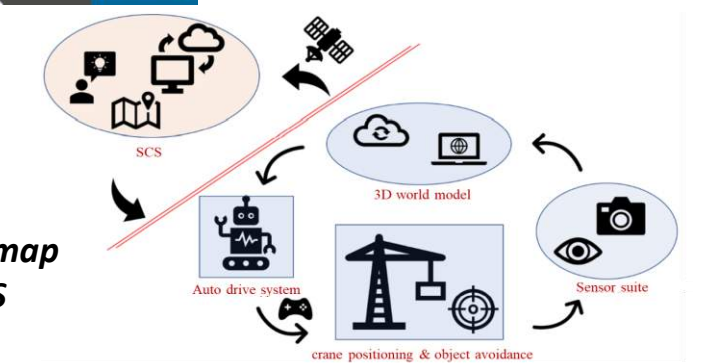 SCS
3D world model
map
S
Auto drive system
Sensor suite
crane positioning & object avoidance